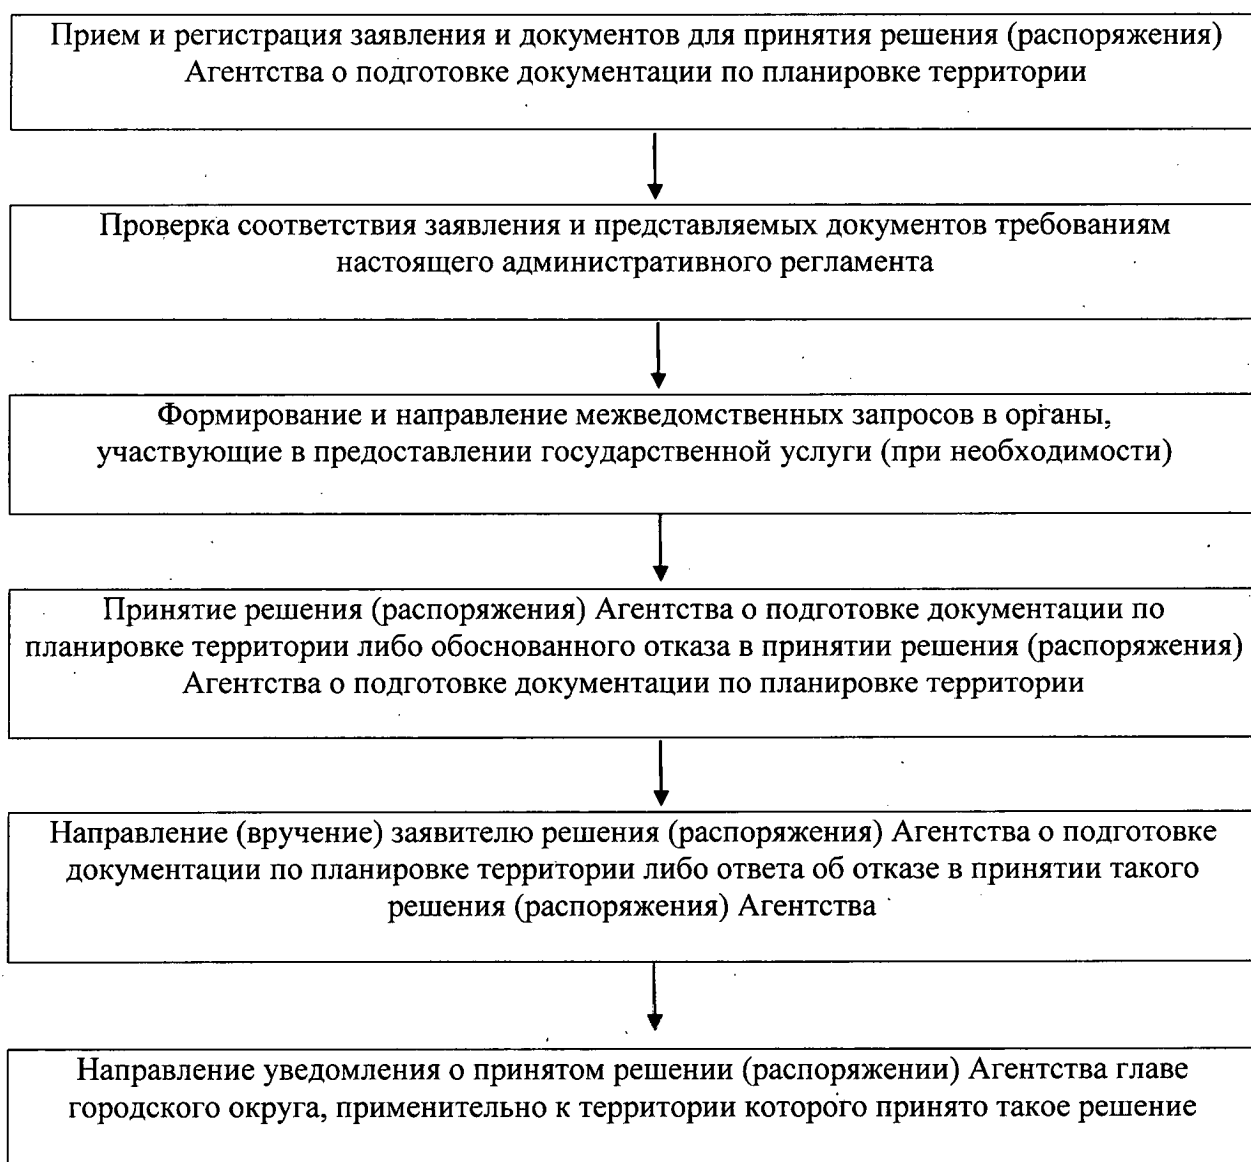 Прием и регистрация заявления и документов для принятия решения (распоряжения)
Агентства о подготовке документации по планировке территории
Проверка соответствия заявления и представляемых документов требованиям
настоящего административного регламента
Формирование и направление межведомственных запросов в органы,
участвующие в предоставлении государственной услуги (при необходимости)
Принятие решения (распоряжения) Агентства о подготовке документации по
планировке территории либо обоснованного отказа в принятии решения (распоряжения)
Агентства о подготовке документации по планировке территории
Направление (вручение) заявителю решения (распоряжения) Агентства о подготовке
документации по планировке территории либо ответа об отказе в принятии такого
решения (распоряжения) Агентства
Направление уведомления о принятом решении (распоряжении) Агентства главе
городского округа, применительно к территории которого принято такое решение